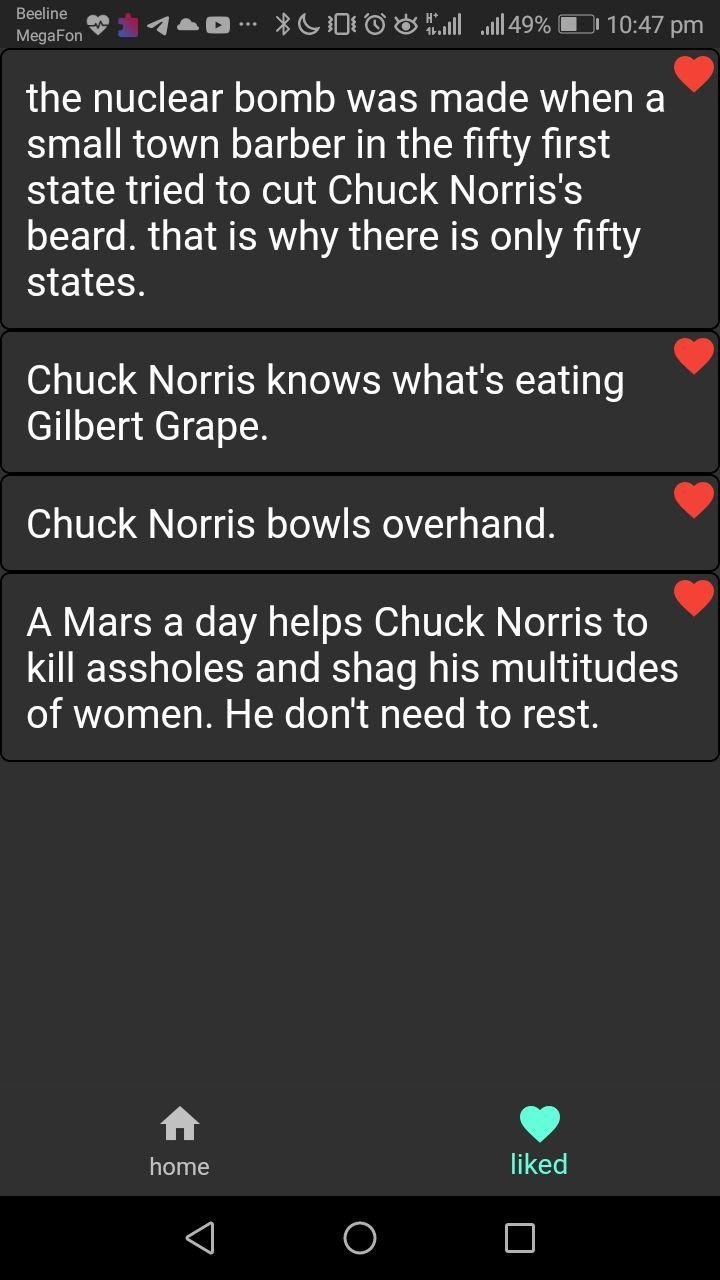 Beeline
MegaFon
H+
49%
10:47 pm
the nuclear bomb was made when a
small town barber in the fifty first
state tried to cut Chuck Norris's
beard. that is why there is only fifty
states.
Chuck Norris knows what's eating
Gilbert Grape.
Chuck Norris bowls overhand.
A Mars a day helps Chuck Norris to
kill assholes and shag his multitudes
of women. He don't need to rest.
home
liked